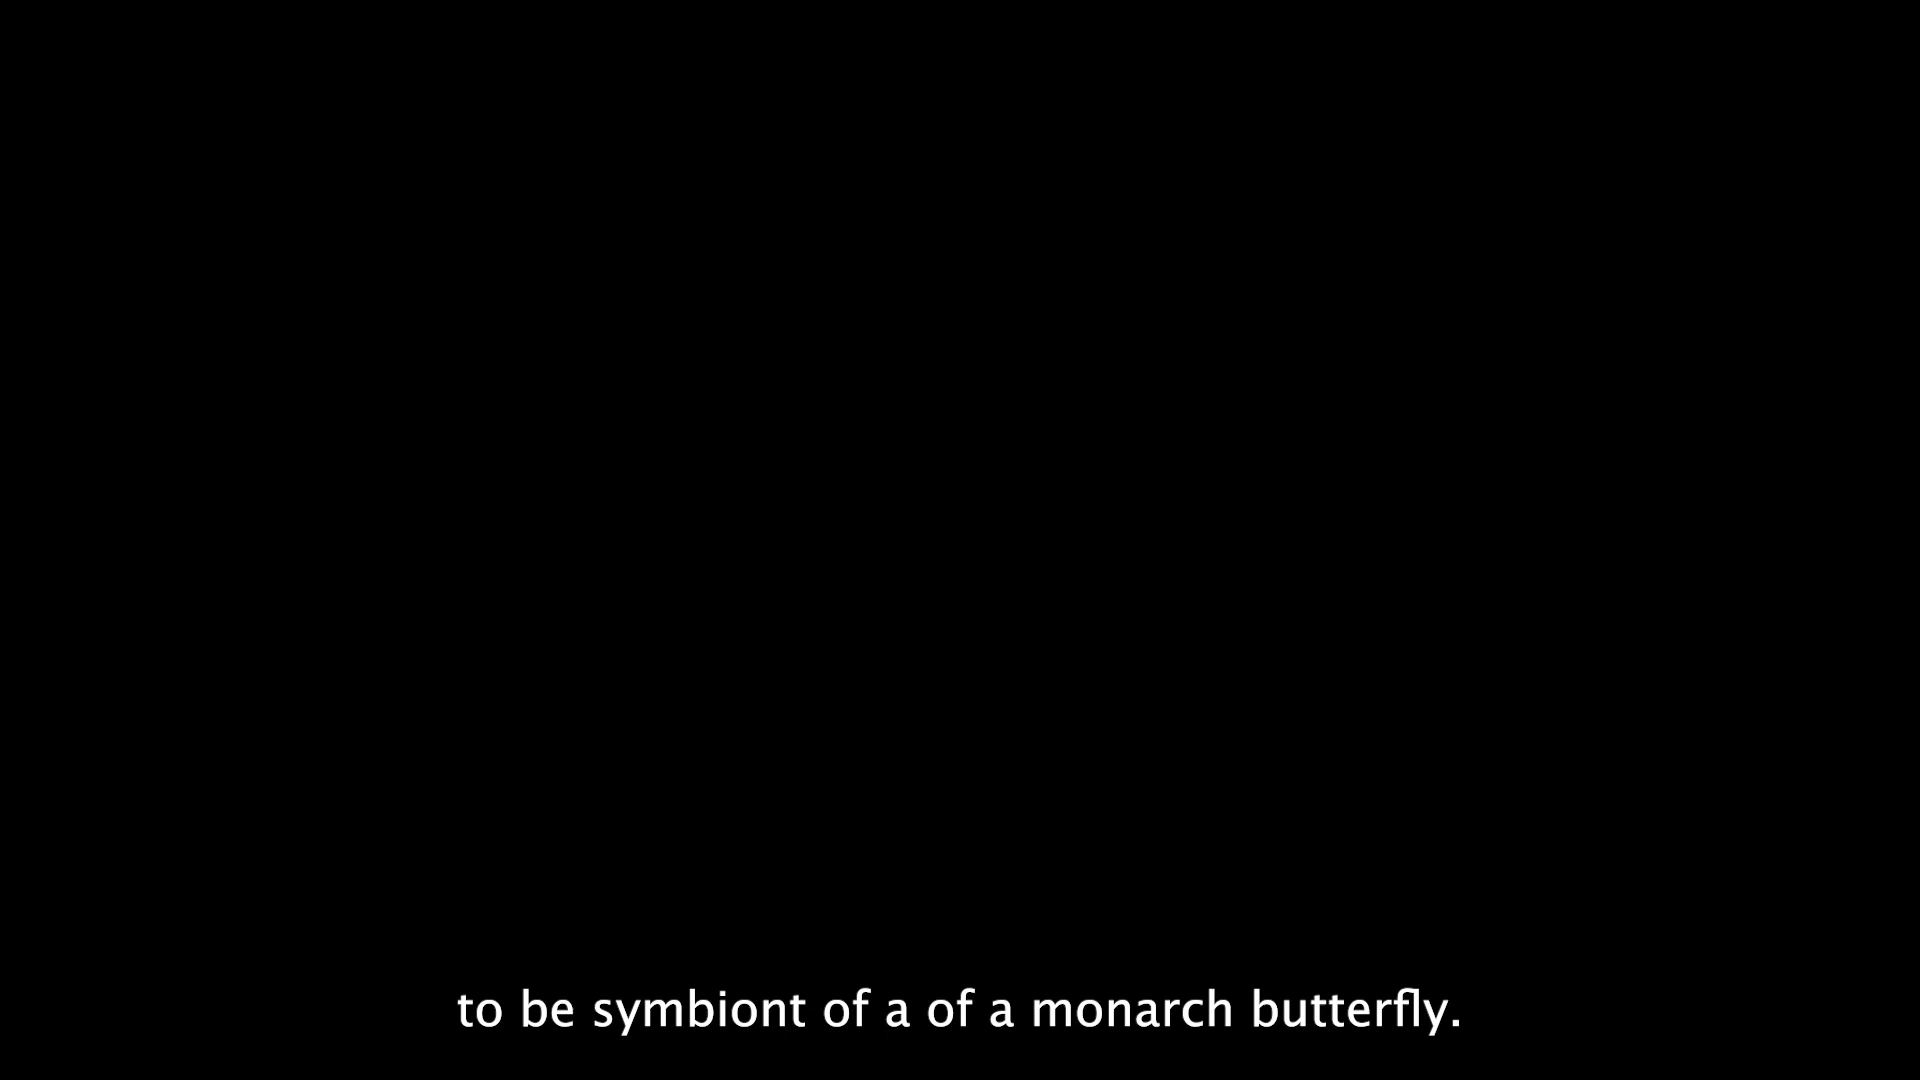 to be symbiont of a of a monarch butterfly.